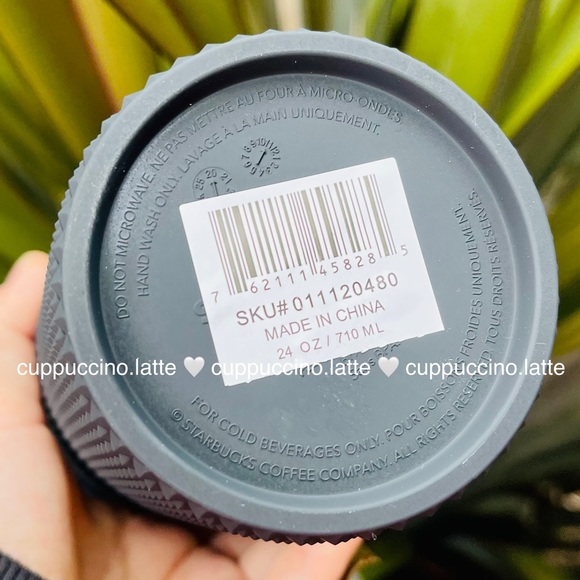 DO NOT MICROWAVE. NE PAS METTRE AU FOUR À MICRO-ONDES.
HAND WASH ONLY. LAVAGE À LA MAIN UNIQUEMENT.
7 62111 45828 5
SKU# 011120480
MADE IN CHINA
24 OZ / 710 ML
cuppuccino.latte 🤍 cuppuccino.latte 🤍 cuppuccino.latte
FOR COLD BEVERAGES ONLY. POUR BOISSONS FROIDES UNIQUEMENT.
© STARBUCKS COFFEE COMPANY. ALL RIGHTS RESERVED. TOUS DROITS RÉSERVÉS.